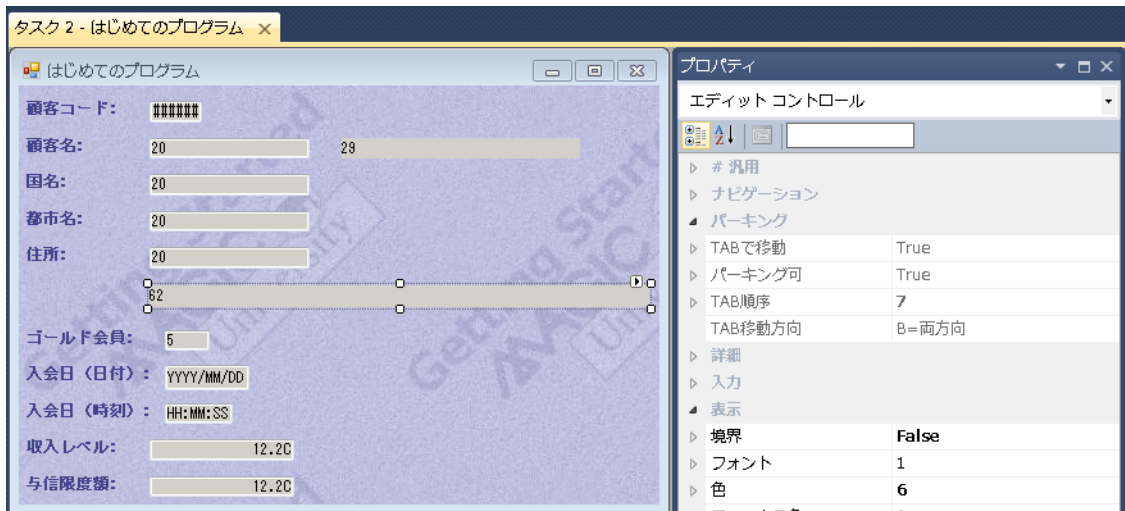 タスク 2 - はじめてのプログラム
はじめてのプログラム
顧客コード: ######
顧客名: 20 29
国名: 20
都市名: 20
住所: 20
62
ゴールド会員: 5
入会日（日付）: YYYY/MM/DD
入会日（時刻）: HH:MM:SS
収入レベル: 12.2C
与信限度額: 12.2C
Getting Started
MAGIC
University
プロパティ
エディット コントロール
# 汎用
ナビゲーション
パーキング
TABで移動 True
パーキング可 True
TAB順序 7
TAB移動方向 B=両方向
詳細
入力
表示
境界 False
フォント 1
色 6